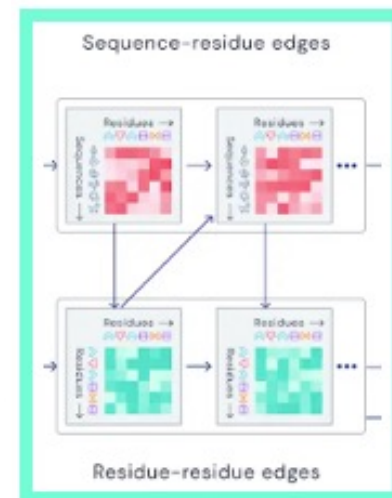 Sequence-residue edges
Residues →
Residues →
Sequences →
Sequences →
Residues →
Residues →
Residues →
Residues →
Residue-residue edges